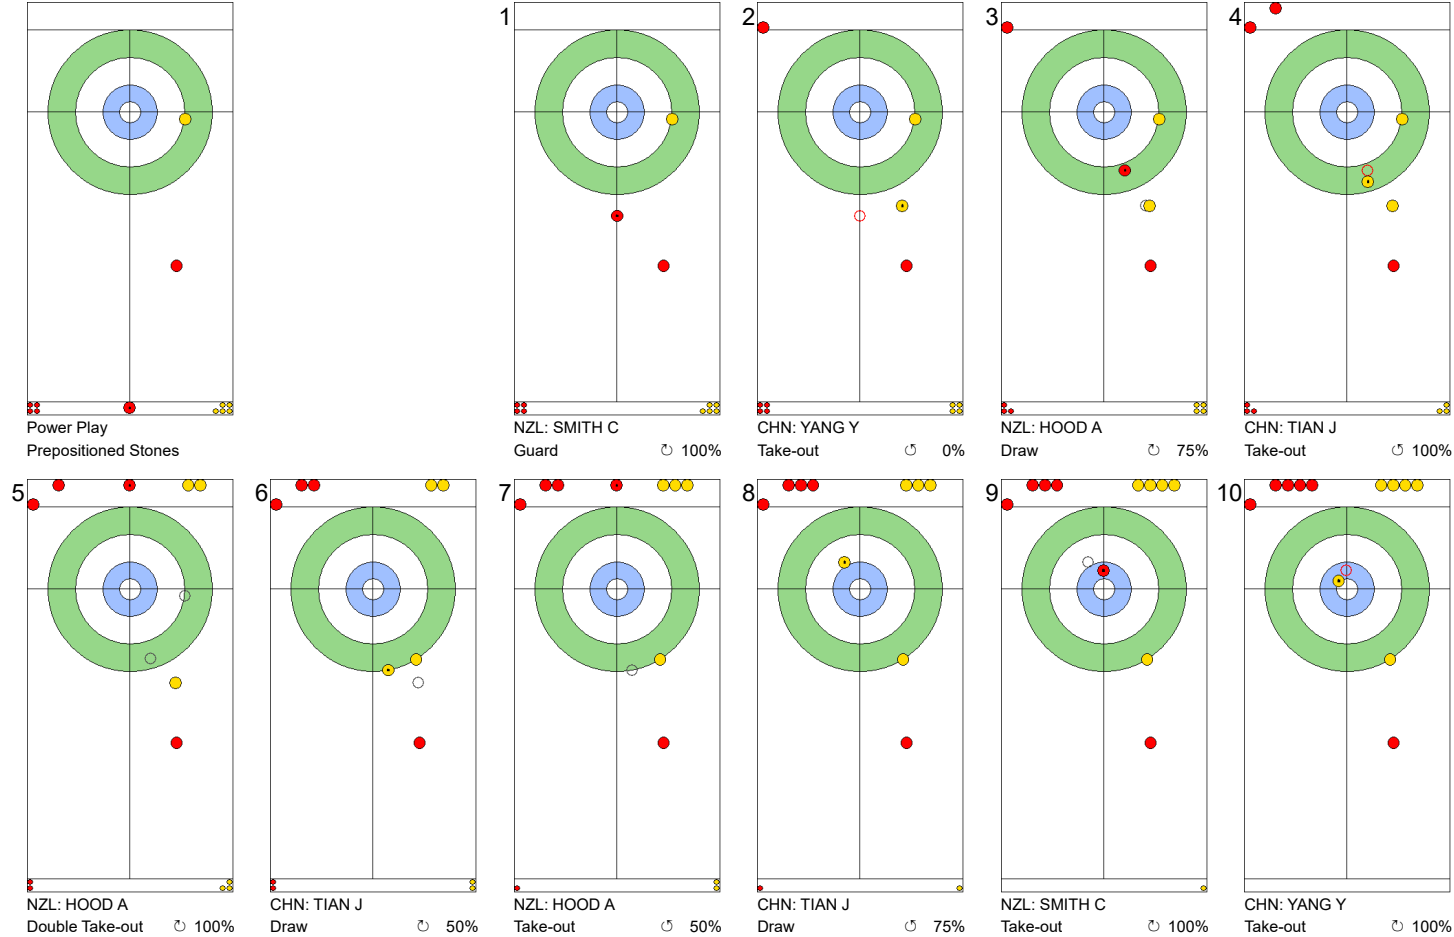 1
2
3
4
Power Play
Prepositioned Stones
NZL: SMITH C
Guard ↻ 100%
CHN: YANG Y
Take-out ↺ 0%
NZL: HOOD A
Draw ↻ 75%
CHN: TIAN J
Take-out ↺ 100%
5
6
7
8
9
10
NZL: HOOD A
Double Take-out ↻ 100%
CHN: TIAN J
Draw ↻ 50%
NZL: HOOD A
Take-out ↺ 50%
CHN: TIAN J
Draw ↻ 75%
NZL: SMITH C
Take-out ↻ 100%
CHN: YANG Y
Take-out ↻ 100%